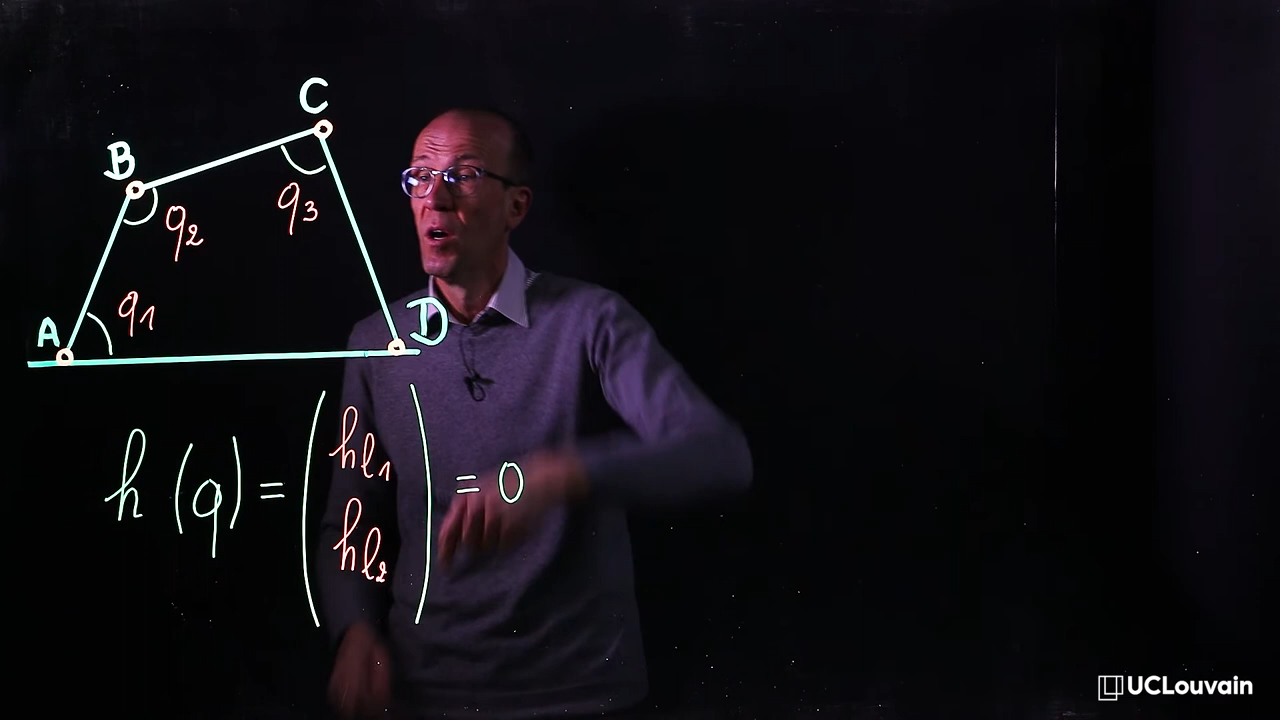 C
B
q2
q3
A
q1
D
h (q) = ( hl1 hl2 ) = 0
UCLouvain